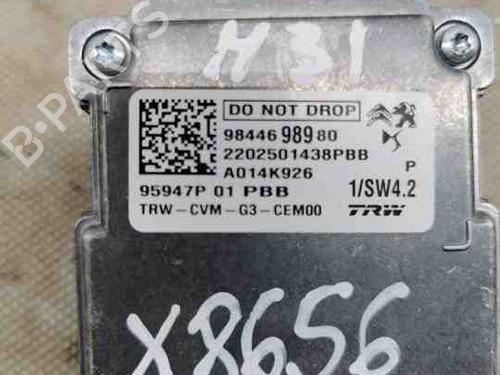 H31
DO NOT DROP
98446 989 80
2202501438PBB
A014K926
P
95947P 01 PBB
1/SW4.2
TRW-CVM-G3-CEM00
TRW
X8656
B-PARTS